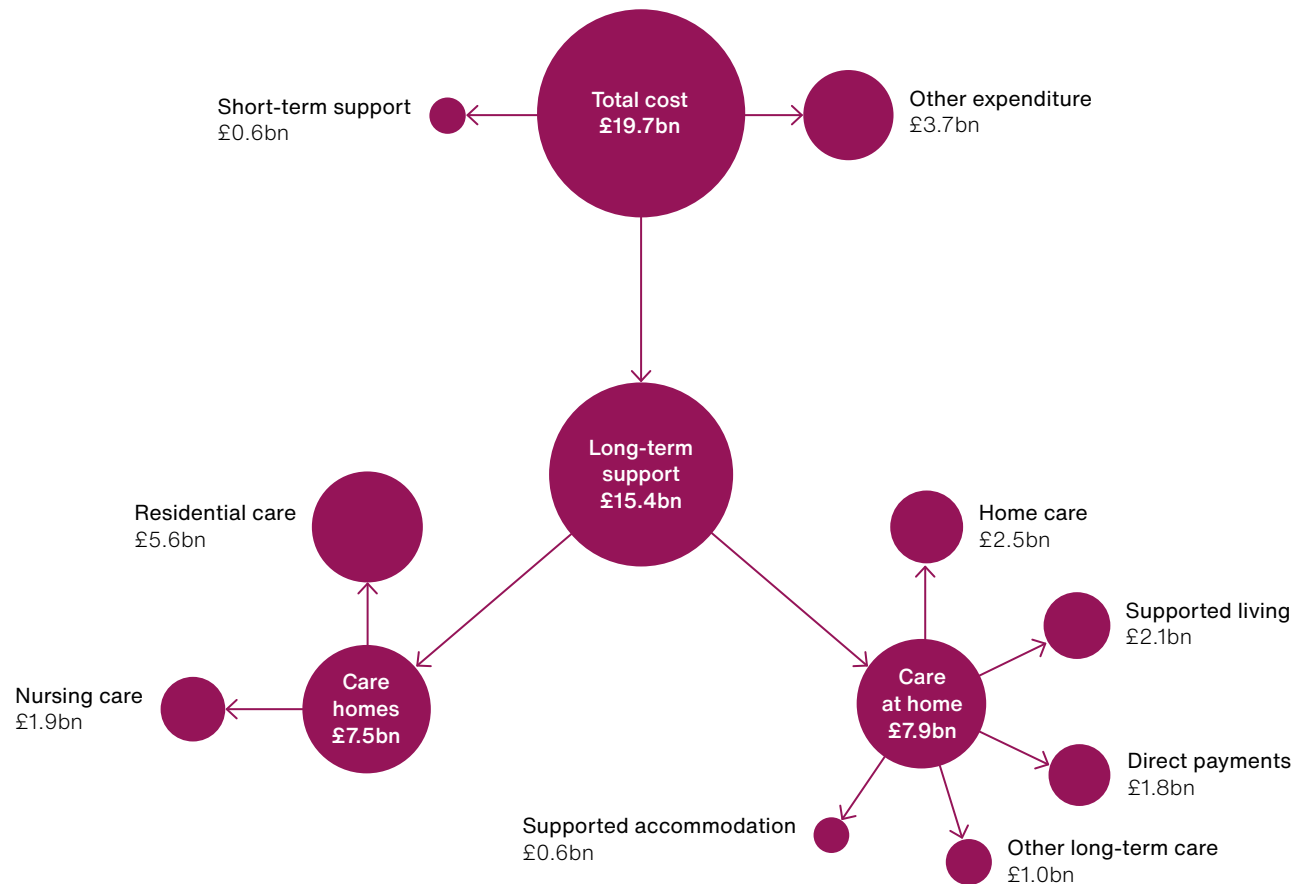 Short-term support
£0.6bn
Total cost
£19.7bn
Other expenditure
£3.7bn
Long-term
support
£15.4bn
Residential care
£5.6bn
Nursing care
£1.9bn
Care
homes
£7.5bn
Home care
£2.5bn
Supported living
£2.1bn
Care
at home
£7.9bn
Direct payments
£1.8bn
Supported accommodation
£0.6bn
Other long-term care
£1.0bn